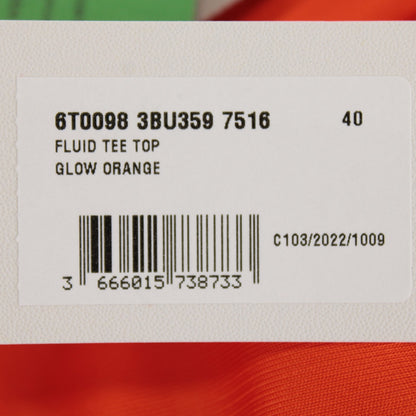 6T0098 3BU359 7516 40
FLUID TEE TOP
GLOW ORANGE
C103/2022/1009
3 666015 738733